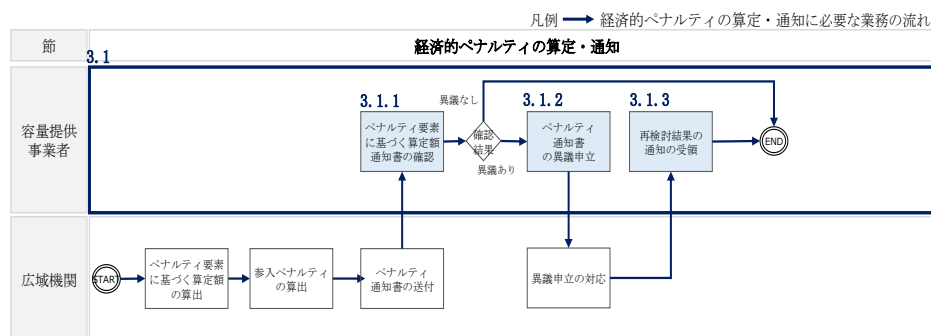 凡例 経済的ペナルティの算定・通知に必要な業務の流れ
節
経済的ペナルティの算定・通知
3.1
容量提供
事業者
3.1.1
ペナルティ要素
に基づく算定額
通知書の確認
異議なし
確認
結果
異議あり
3.1.2
ペナルティ
通知書
の異議申立
3.1.3
再検討結果の
通知の受領
END
広域機関
START
ペナルティ要素
に基づく算定額
の算出
参入ペナルティ
の算出
ペナルティ
通知書の送付
異議申立の対応